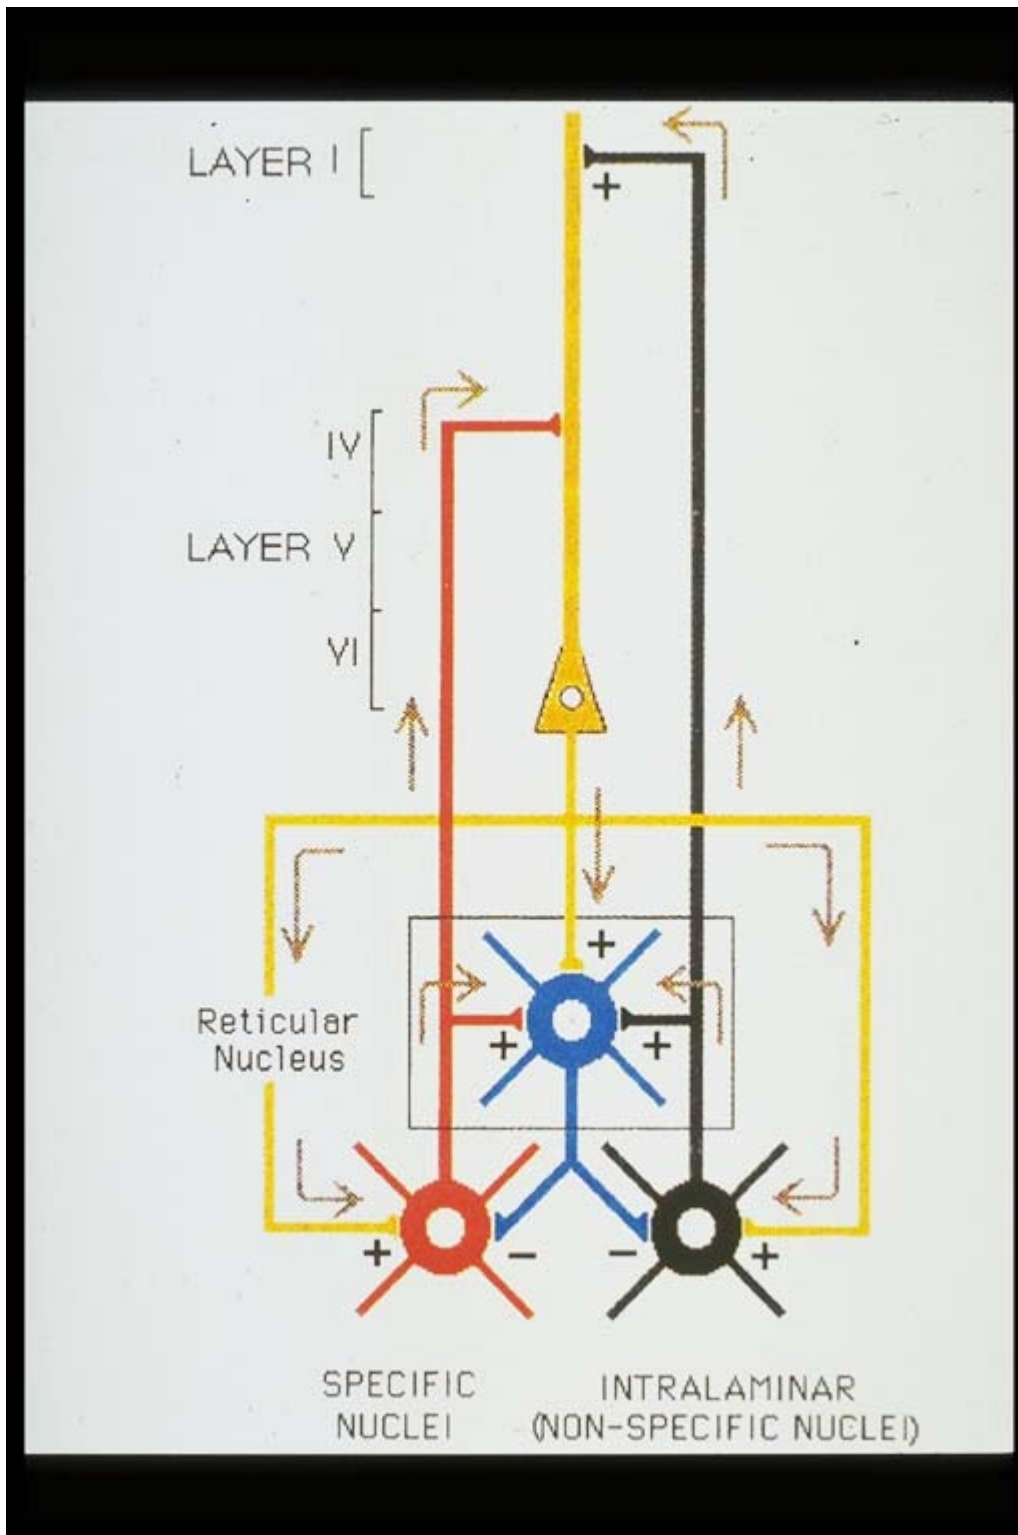 LAYER I
+
IV
LAYER V
VI
+
Reticular
Nucleus
+ +
+ − − +
SPECIFIC
NUCLEI
INTRALAMINAR
(NON-SPECIFIC NUCLEI)